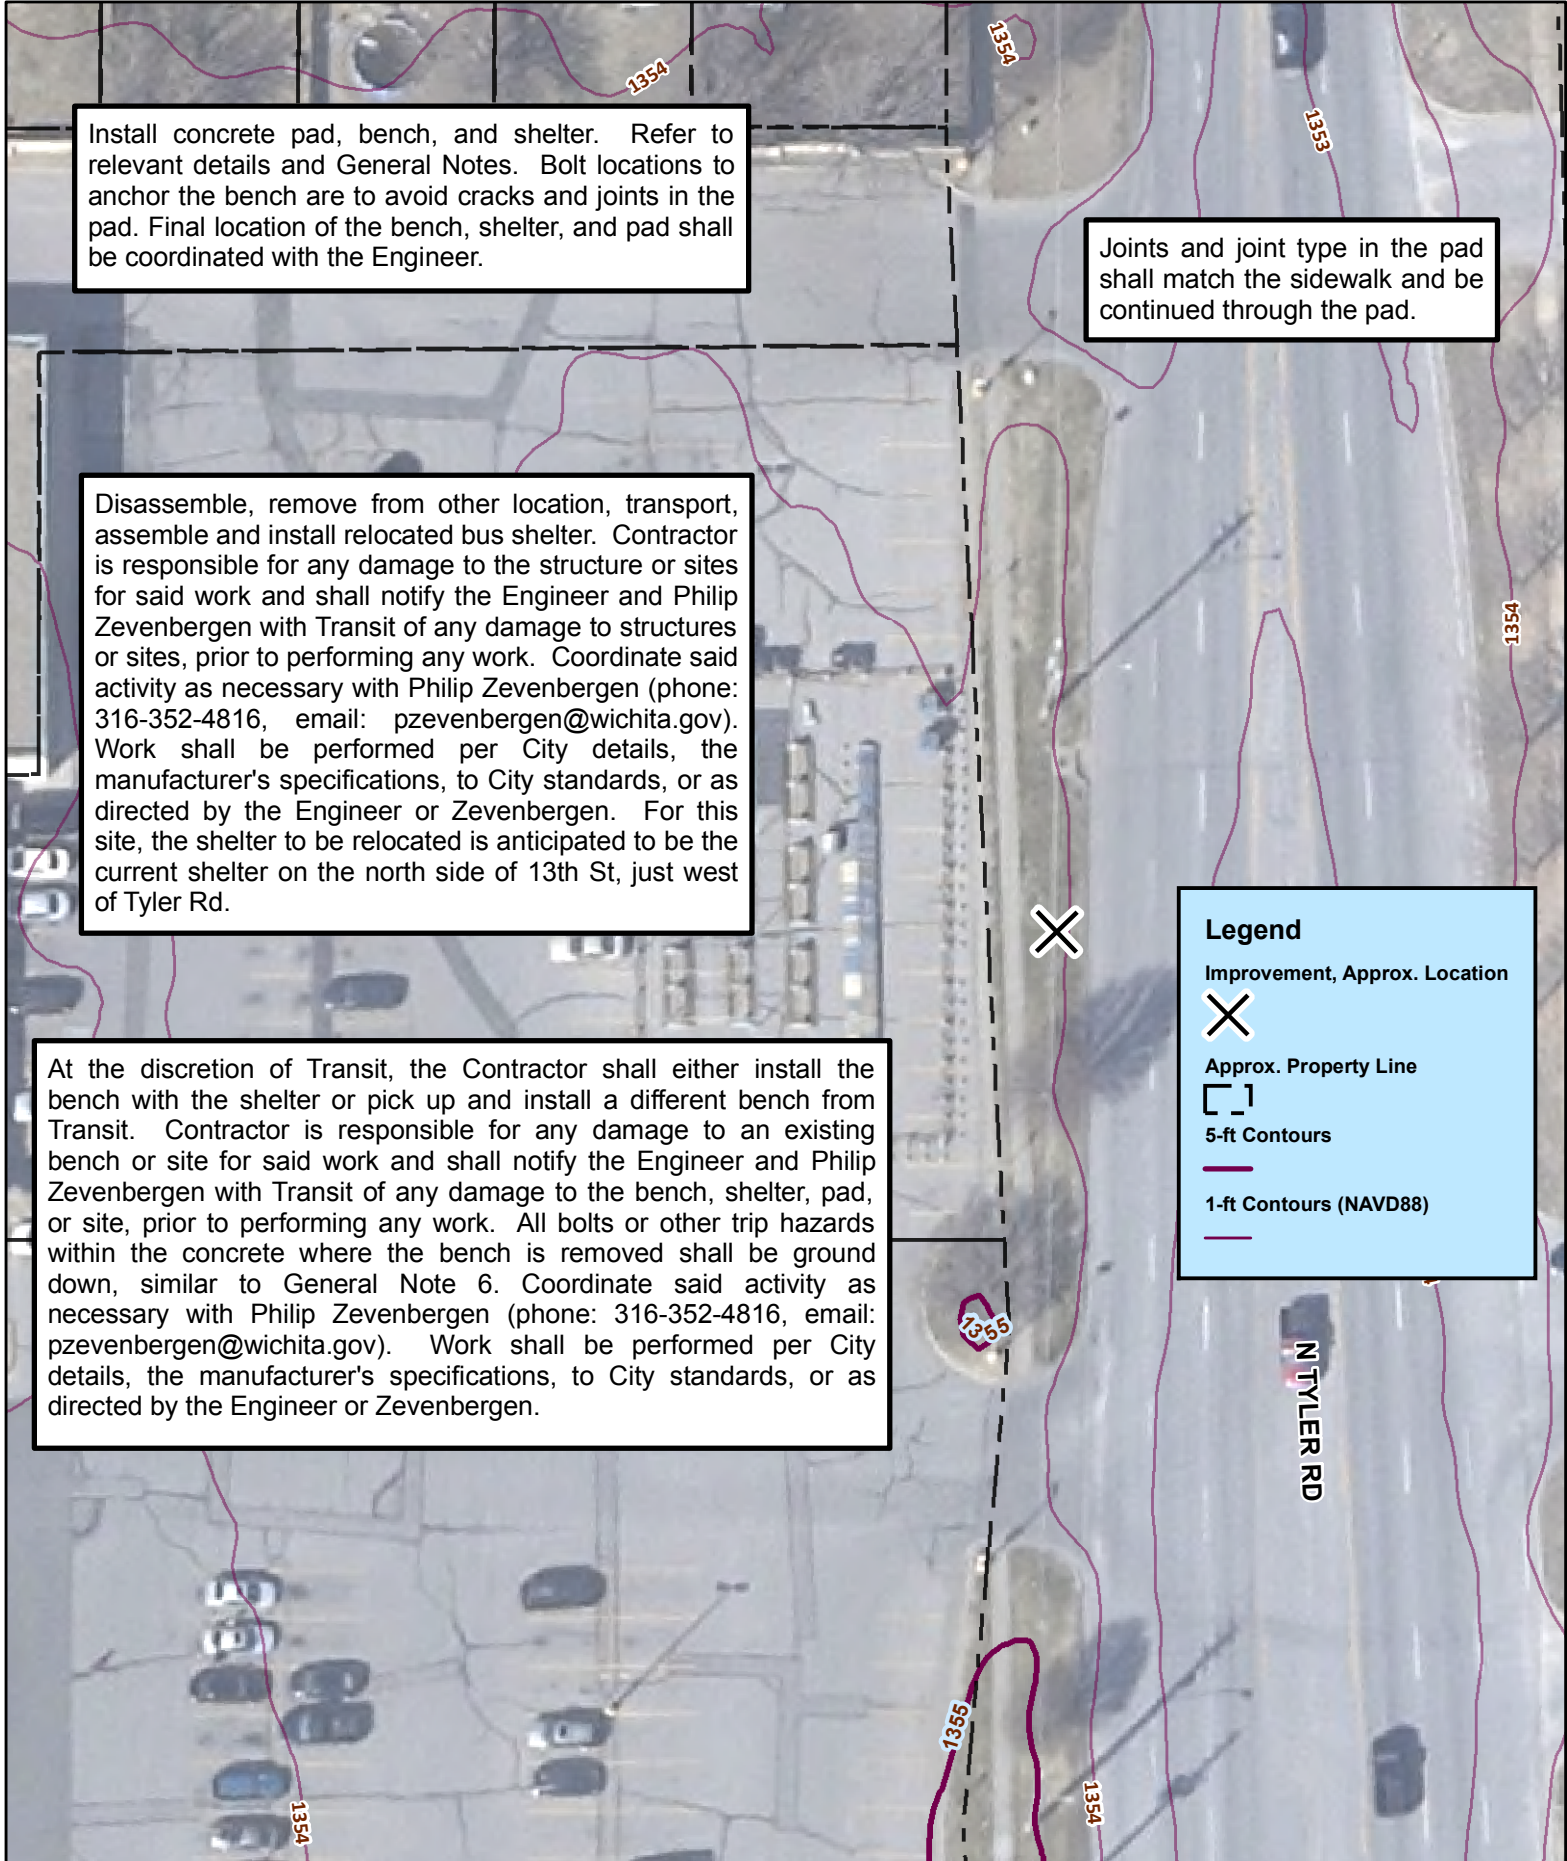 1354
1354
1353
Install concrete pad, bench, and shelter. Refer to
relevant details and General Notes. Bolt locations to
anchor the bench are to avoid cracks and joints in the
pad. Final location of the bench, shelter, and pad shall
be coordinated with the Engineer.
Joints and joint type in the pad
shall match the sidewalk and be
continued through the pad.
Disassemble, remove from other location, transport,
assemble and install relocated bus shelter. Contractor
is responsible for any damage to the structure or sites
for said work and shall notify the Engineer and Philip
Zevenbergen with Transit of any damage to structures
or sites, prior to performing any work. Coordinate said
activity as necessary with Philip Zevenbergen (phone:
316-352-4816, email: pzevenbergen@wichita.gov).
Work shall be performed per City details, the
manufacturer's specifications, to City standards, or as
directed by the Engineer or Zevenbergen. For this
site, the shelter to be relocated is anticipated to be the
current shelter on the north side of 13th St, just west
of Tyler Rd.
1354
Legend
Improvement, Approx. Location
Approx. Property Line
5-ft Contours
1-ft Contours (NAVD88)
At the discretion of Transit, the Contractor shall either install the
bench with the shelter or pick up and install a different bench from
Transit. Contractor is responsible for any damage to an existing
bench or site for said work and shall notify the Engineer and Philip
Zevenbergen with Transit of any damage to the bench, shelter, pad,
or site, prior to performing any work. All bolts or other trip hazards
within the concrete where the bench is removed shall be ground
down, similar to General Note 6. Coordinate said activity as
necessary with Philip Zevenbergen (phone: 316-352-4816, email:
pzevenbergen@wichita.gov). Work shall be performed per City
details, the manufacturer's specifications, to City standards, or as
directed by the Engineer or Zevenbergen.
1355
N TYLER RD
1355
1354
1354